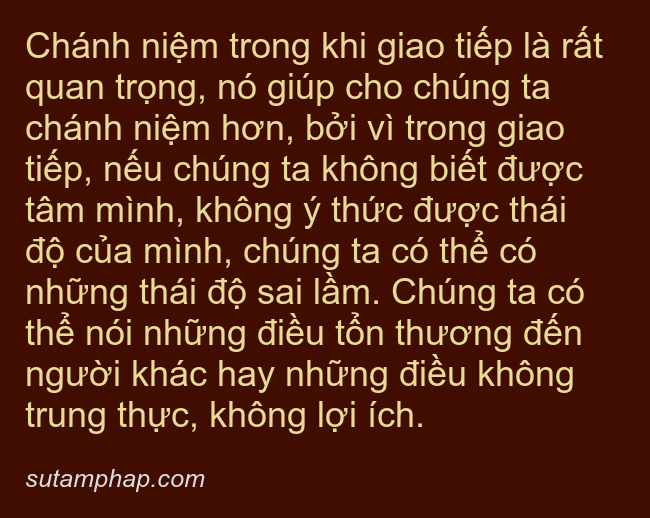 Chánh niệm trong khi giao tiếp là rất
quan trọng, nó giúp cho chúng ta
chánh niệm hơn, bởi vì trong giao
tiếp, nếu chúng ta không biết được
tâm mình, không ý thức được thái
độ của mình, chúng ta có thể có
những thái độ sai lầm. Chúng ta có
thể nói những điều tổn thương đến
người khác hay những điều không
trung thực, không lợi ích.
sutamphap.com